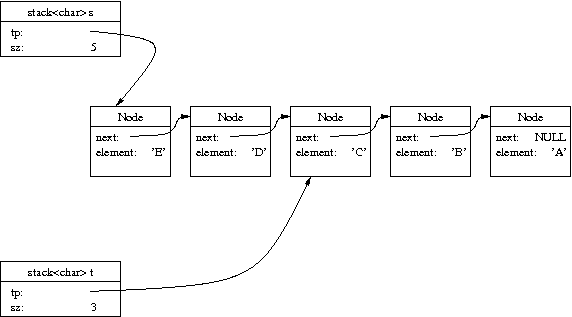 stack<char> s
tp:
sz: 5
Node Node Node Node Node
next: next: next: next: next: NULL
element: 'E' element: 'D' element: 'C' element: 'B' element: 'A'
stack<char> t
tp:
sz: 3